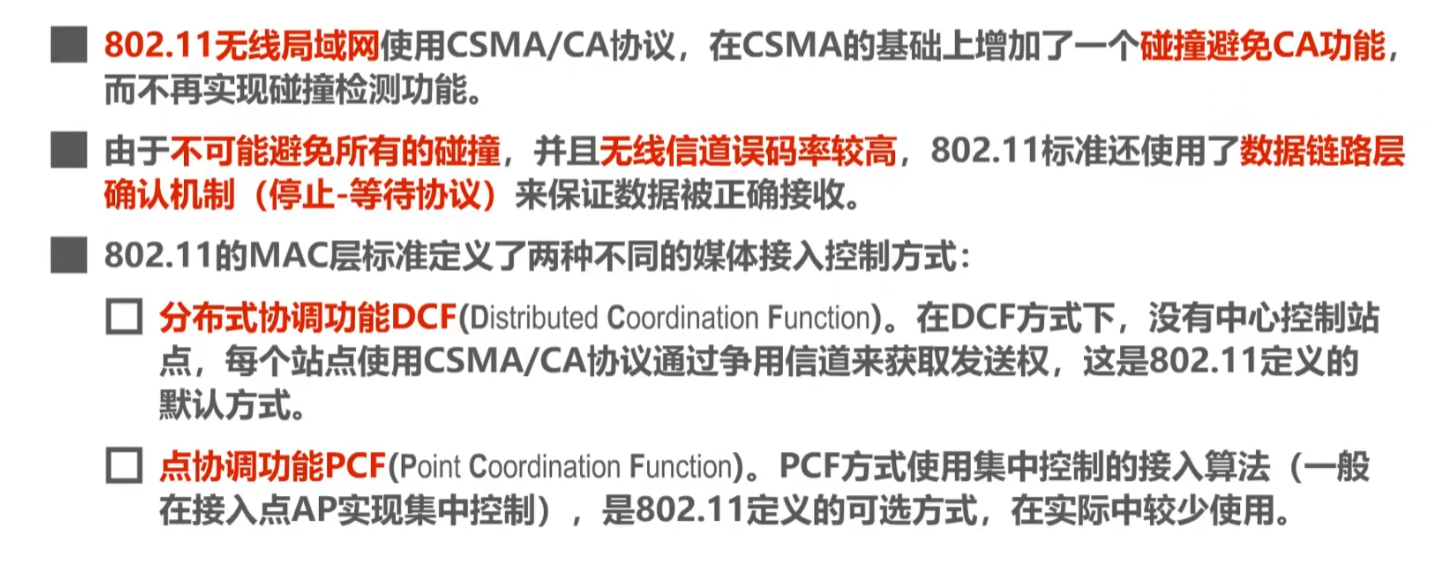 802.11无线局域网使用CSMA/CA协议，在CSMA的基础上增加了一个碰撞避免CA功能，
而不再实现碰撞检测功能。
由于不可能避免所有的碰撞，并且无线信道误码率较高，802.11标准还使用了数据链路层
确认机制（停止-等待协议）来保证数据被正确接收。
802.11的MAC层标准定义了两种不同的媒体接入控制方式：
分布式协调功能DCF(Distributed Coordination Function)。在DCF方式下，没有中心控制站
点，每个站点使用CSMA/CA协议通过争用信道来获取发送权，这是802.11定义的
默认方式。
点协调功能PCF(Point Coordination Function)。PCF方式使用集中控制的接入算法（一般
在接入点AP实现集中控制），是802.11定义的可选方式，在实际中较少使用。